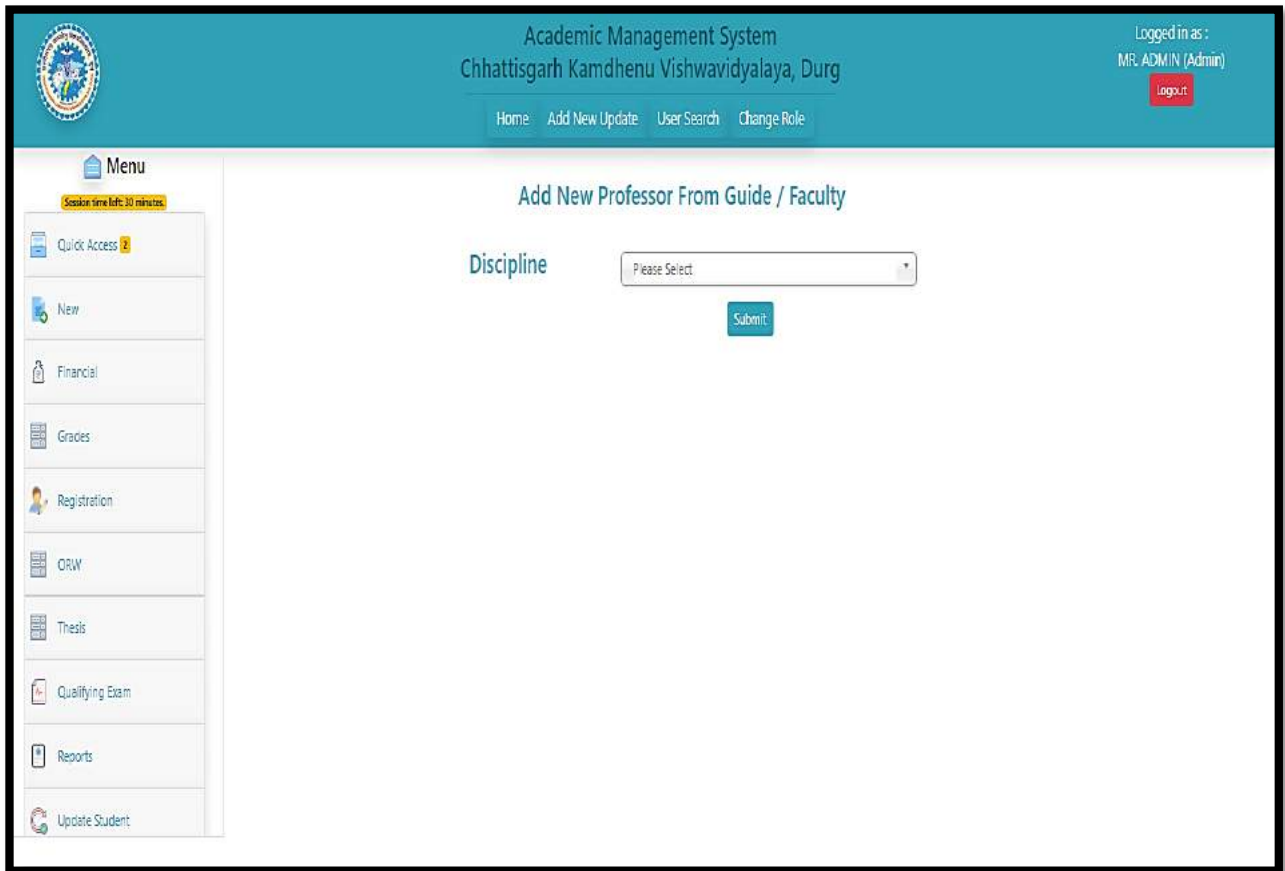 Academic Management System
Chhattisgarh Kamdhenu Vishwavidyalaya, Durg
Home Add New Update User Search Change Role
Logged in as :
MR. ADMIN (Admin)
Logout
Menu
Session time left: 30 minutes.
Quick Access 2
New
Financial
Grades
Registration
ORW
Thesis
Qualifying Exam
Reports
Update Student
Add New Professor From Guide / Faculty
Discipline Please Select
Submit